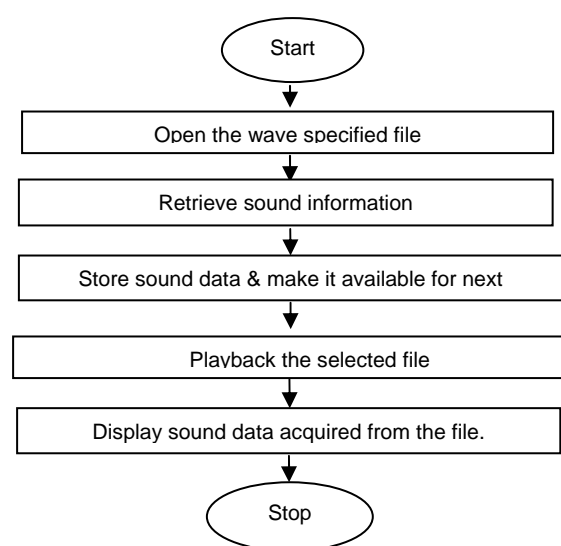 Start
Open the wave specified file
Retrieve sound information
Store sound data & make it available for next
Playback the selected file
Display sound data acquired from the file.
Stop